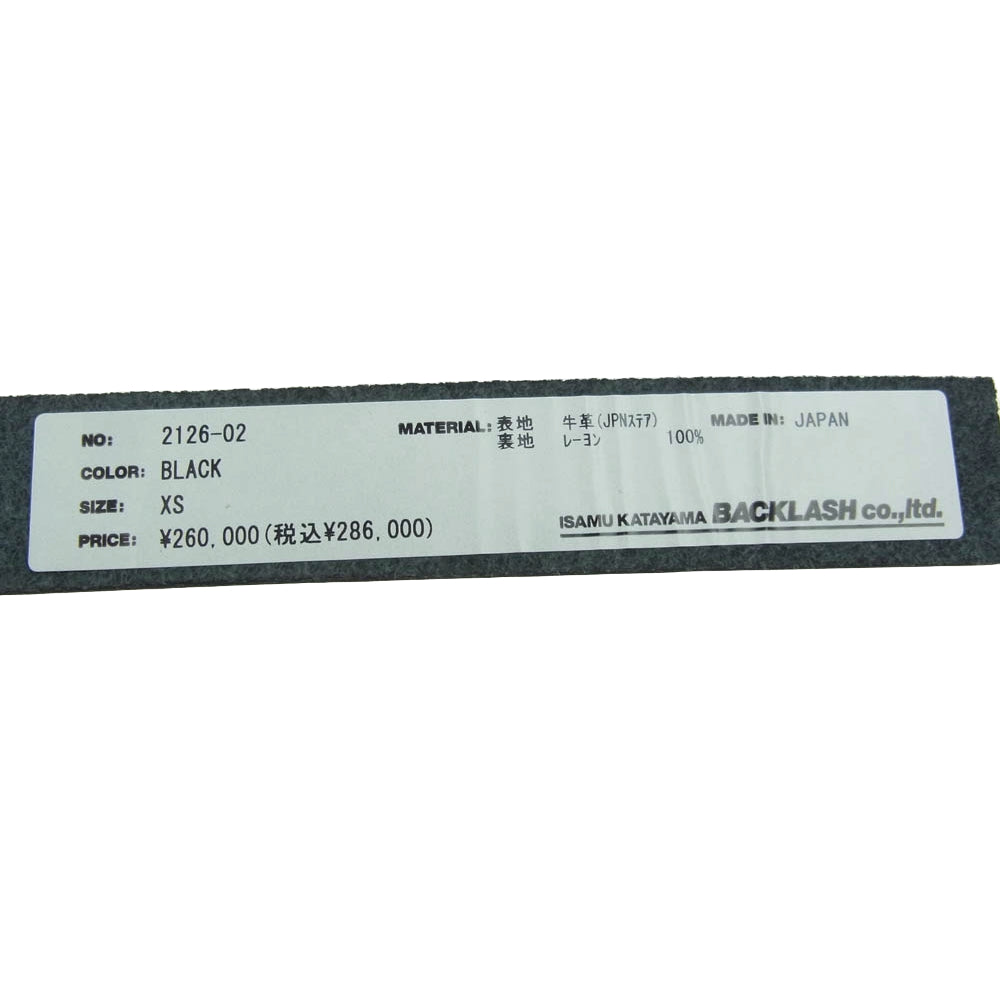 NO: 2126-02
COLOR: BLACK
SIZE: XS
PRICE: ¥260,000(税込¥286,000)
MATERIAL: 表地 牛革(JPNステア)
裏地 レーヨン 100%
MADE IN: JAPAN
ISAMU KATAYAMA BACKLASH co.,ltd.